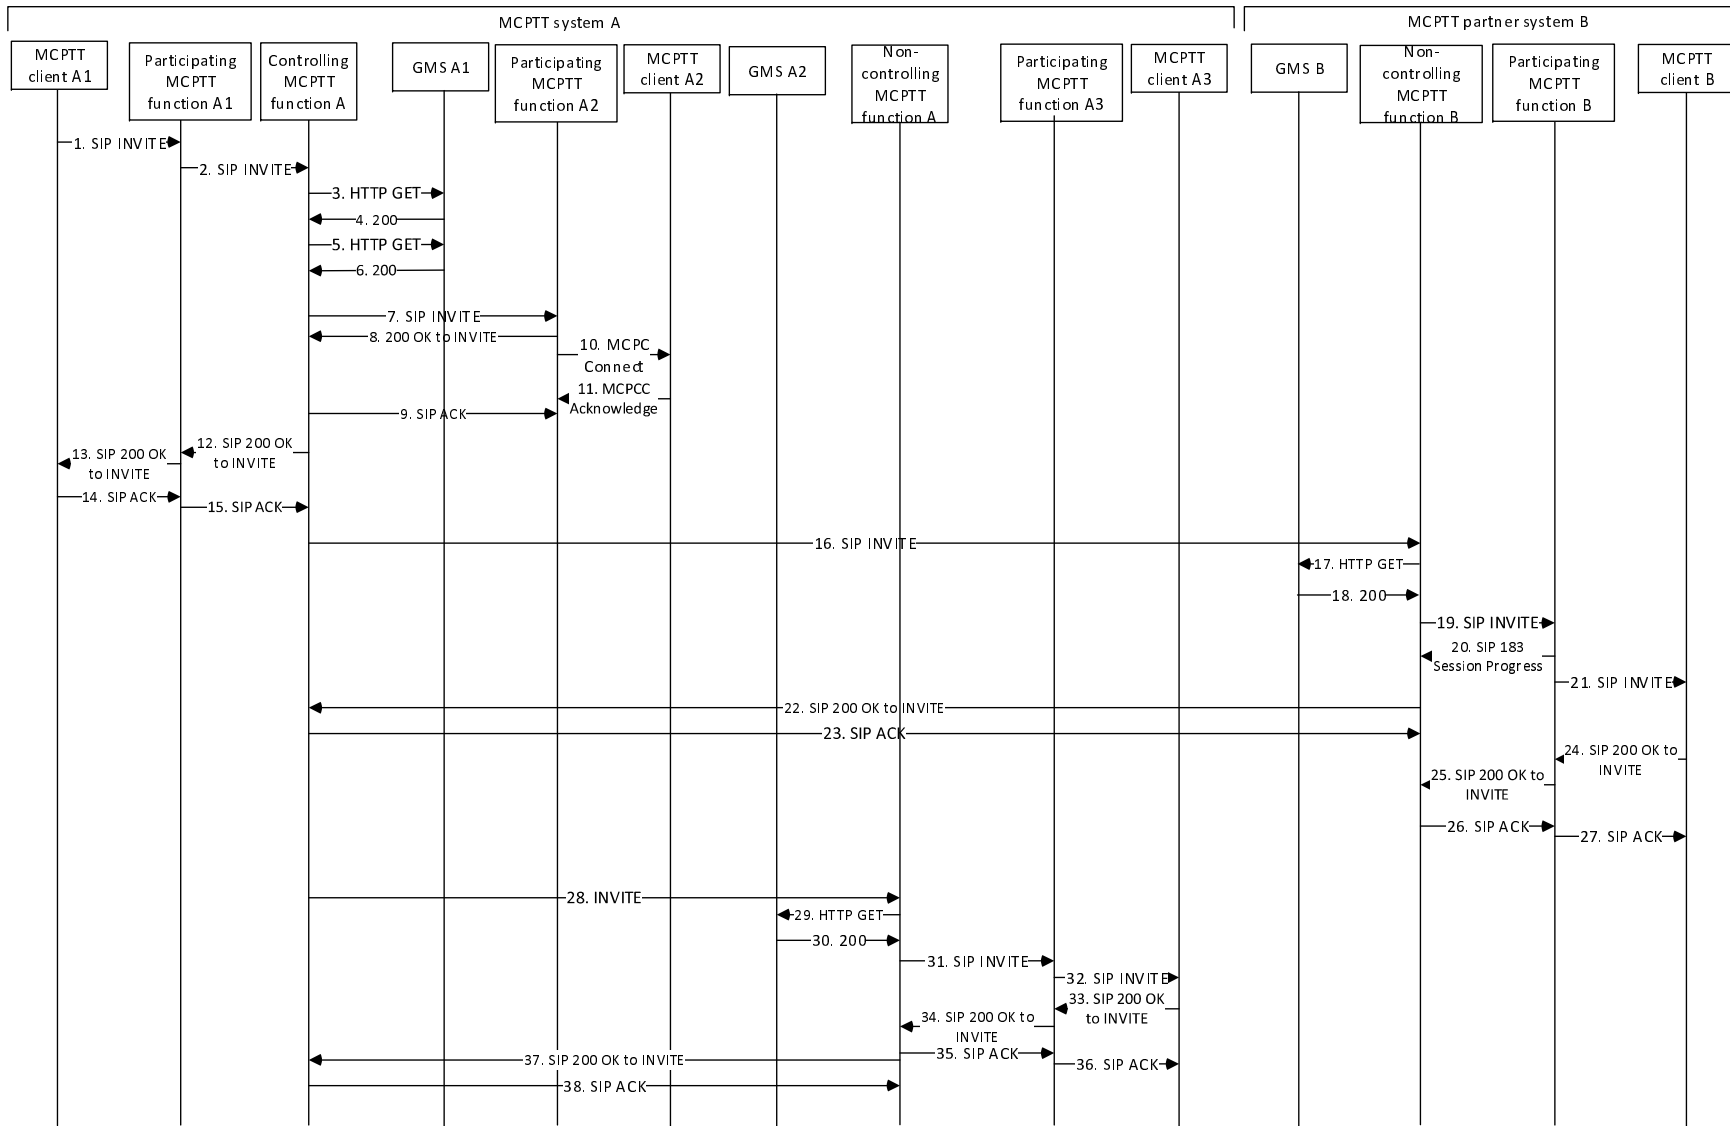 MCPTT system A
MCPTT partner system B
MCPTT
client A1
Participating
MCPTT
function A1
Controlling
MCPTT
function A
GMS A1
Participating
MCPTT
function A2
MCPTT
client A2
GMS A2
Non-
controlling
MCPTT
function A
Participating
MCPTT
function A3
MCPTT
client A3
GMS B
Non-
controlling
MCPTT
function B
Participating
MCPTT
function B
MCPTT
client B
1. SIP INVITE
2. SIP INVITE
3. HTTP GET
4. 200
5. HTTP GET
6. 200
7. SIP INVITE
8. 200 OK to INVITE
10. MCPC
Connect
11. MCPCC
Acknowledge
9. SIP ACK
12. SIP 200 OK
to INVITE
13. SIP 200 OK
to INVITE
14. SIP ACK
15. SIP ACK
16. SIP INVITE
17. HTTP GET
18. 200
19. SIP INVITE
20. SIP 183
Session Progress
21. SIP INVITE
22. SIP 200 OK to INVITE
23. SIP ACK
24. SIP 200 OK to
INVITE
25. SIP 200 OK to
INVITE
26. SIP ACK
27. SIP ACK
28. INVITE
29. HTTP GET
30. 200
31. SIP INVITE
32. SIP INVITE
33. SIP 200 OK
to INVITE
34. SIP 200 OK to
INVITE
35. SIP ACK
36. SIP ACK
37. SIP 200 OK to INVITE
38. SIP ACK